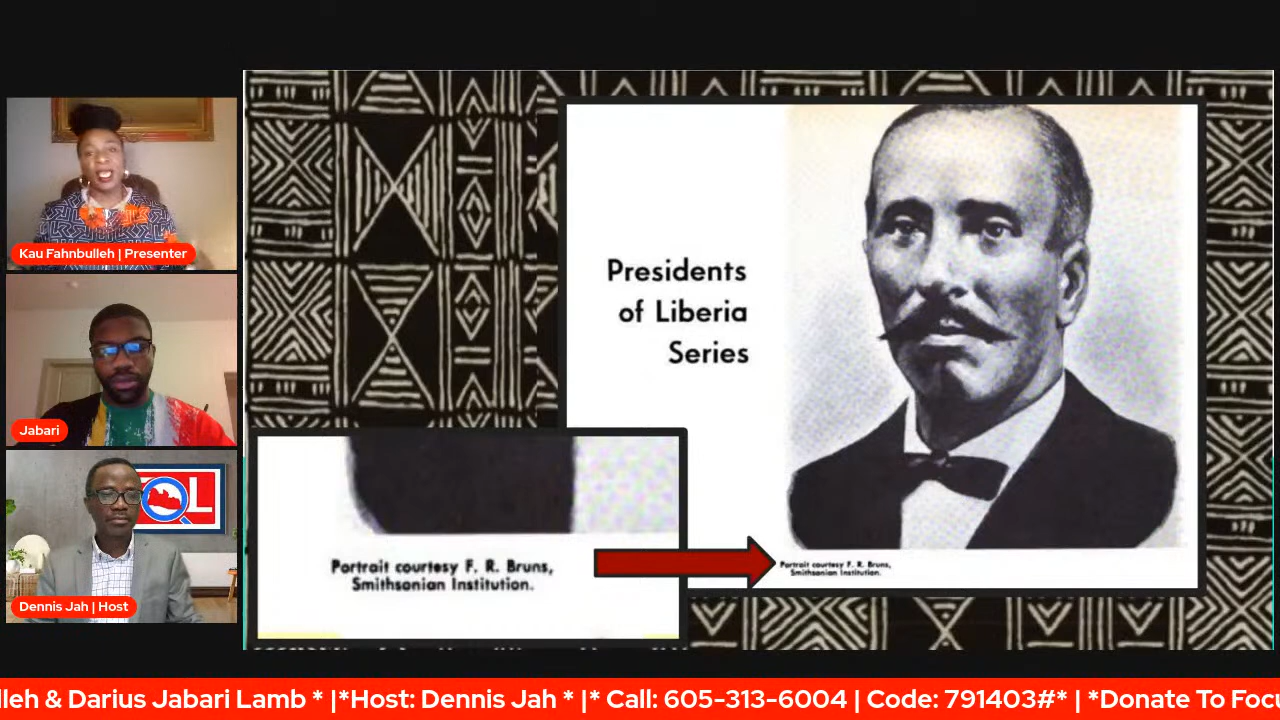 Kau Fahnbulleh | Presenter
Jabari
OL
Dennis Jah | Host
Presidents
of Liberia
Series
Portrait courtesy F. R. Bruns,
Smithsonian Institution.
Portrait courtesy F. R. Bruns,
Smithsonian Institution.
lleh & Darius Jabari Lamb * |*Host: Dennis Jah * |* Call: 605-313-6004 | Code: 791403#* | *Donate To Focu